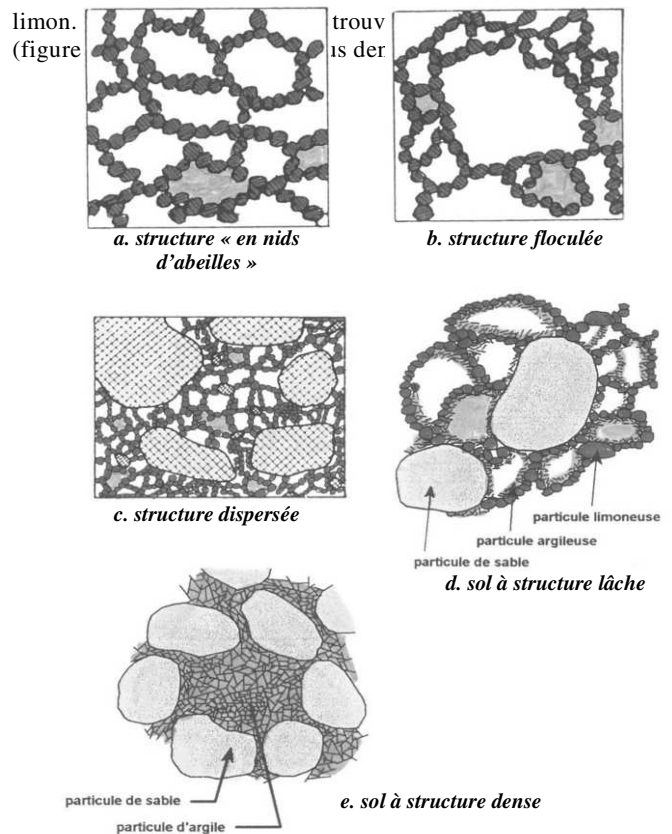 limon. trouv
(figure
a. structure « en nids
d'abeilles »
b. structure floculée
c. structure dispersée
particule limoneuse
particule argileuse
particule de sable
d. sol à structure lâche
particule de sable
particule d'argile
e. sol à structure dense